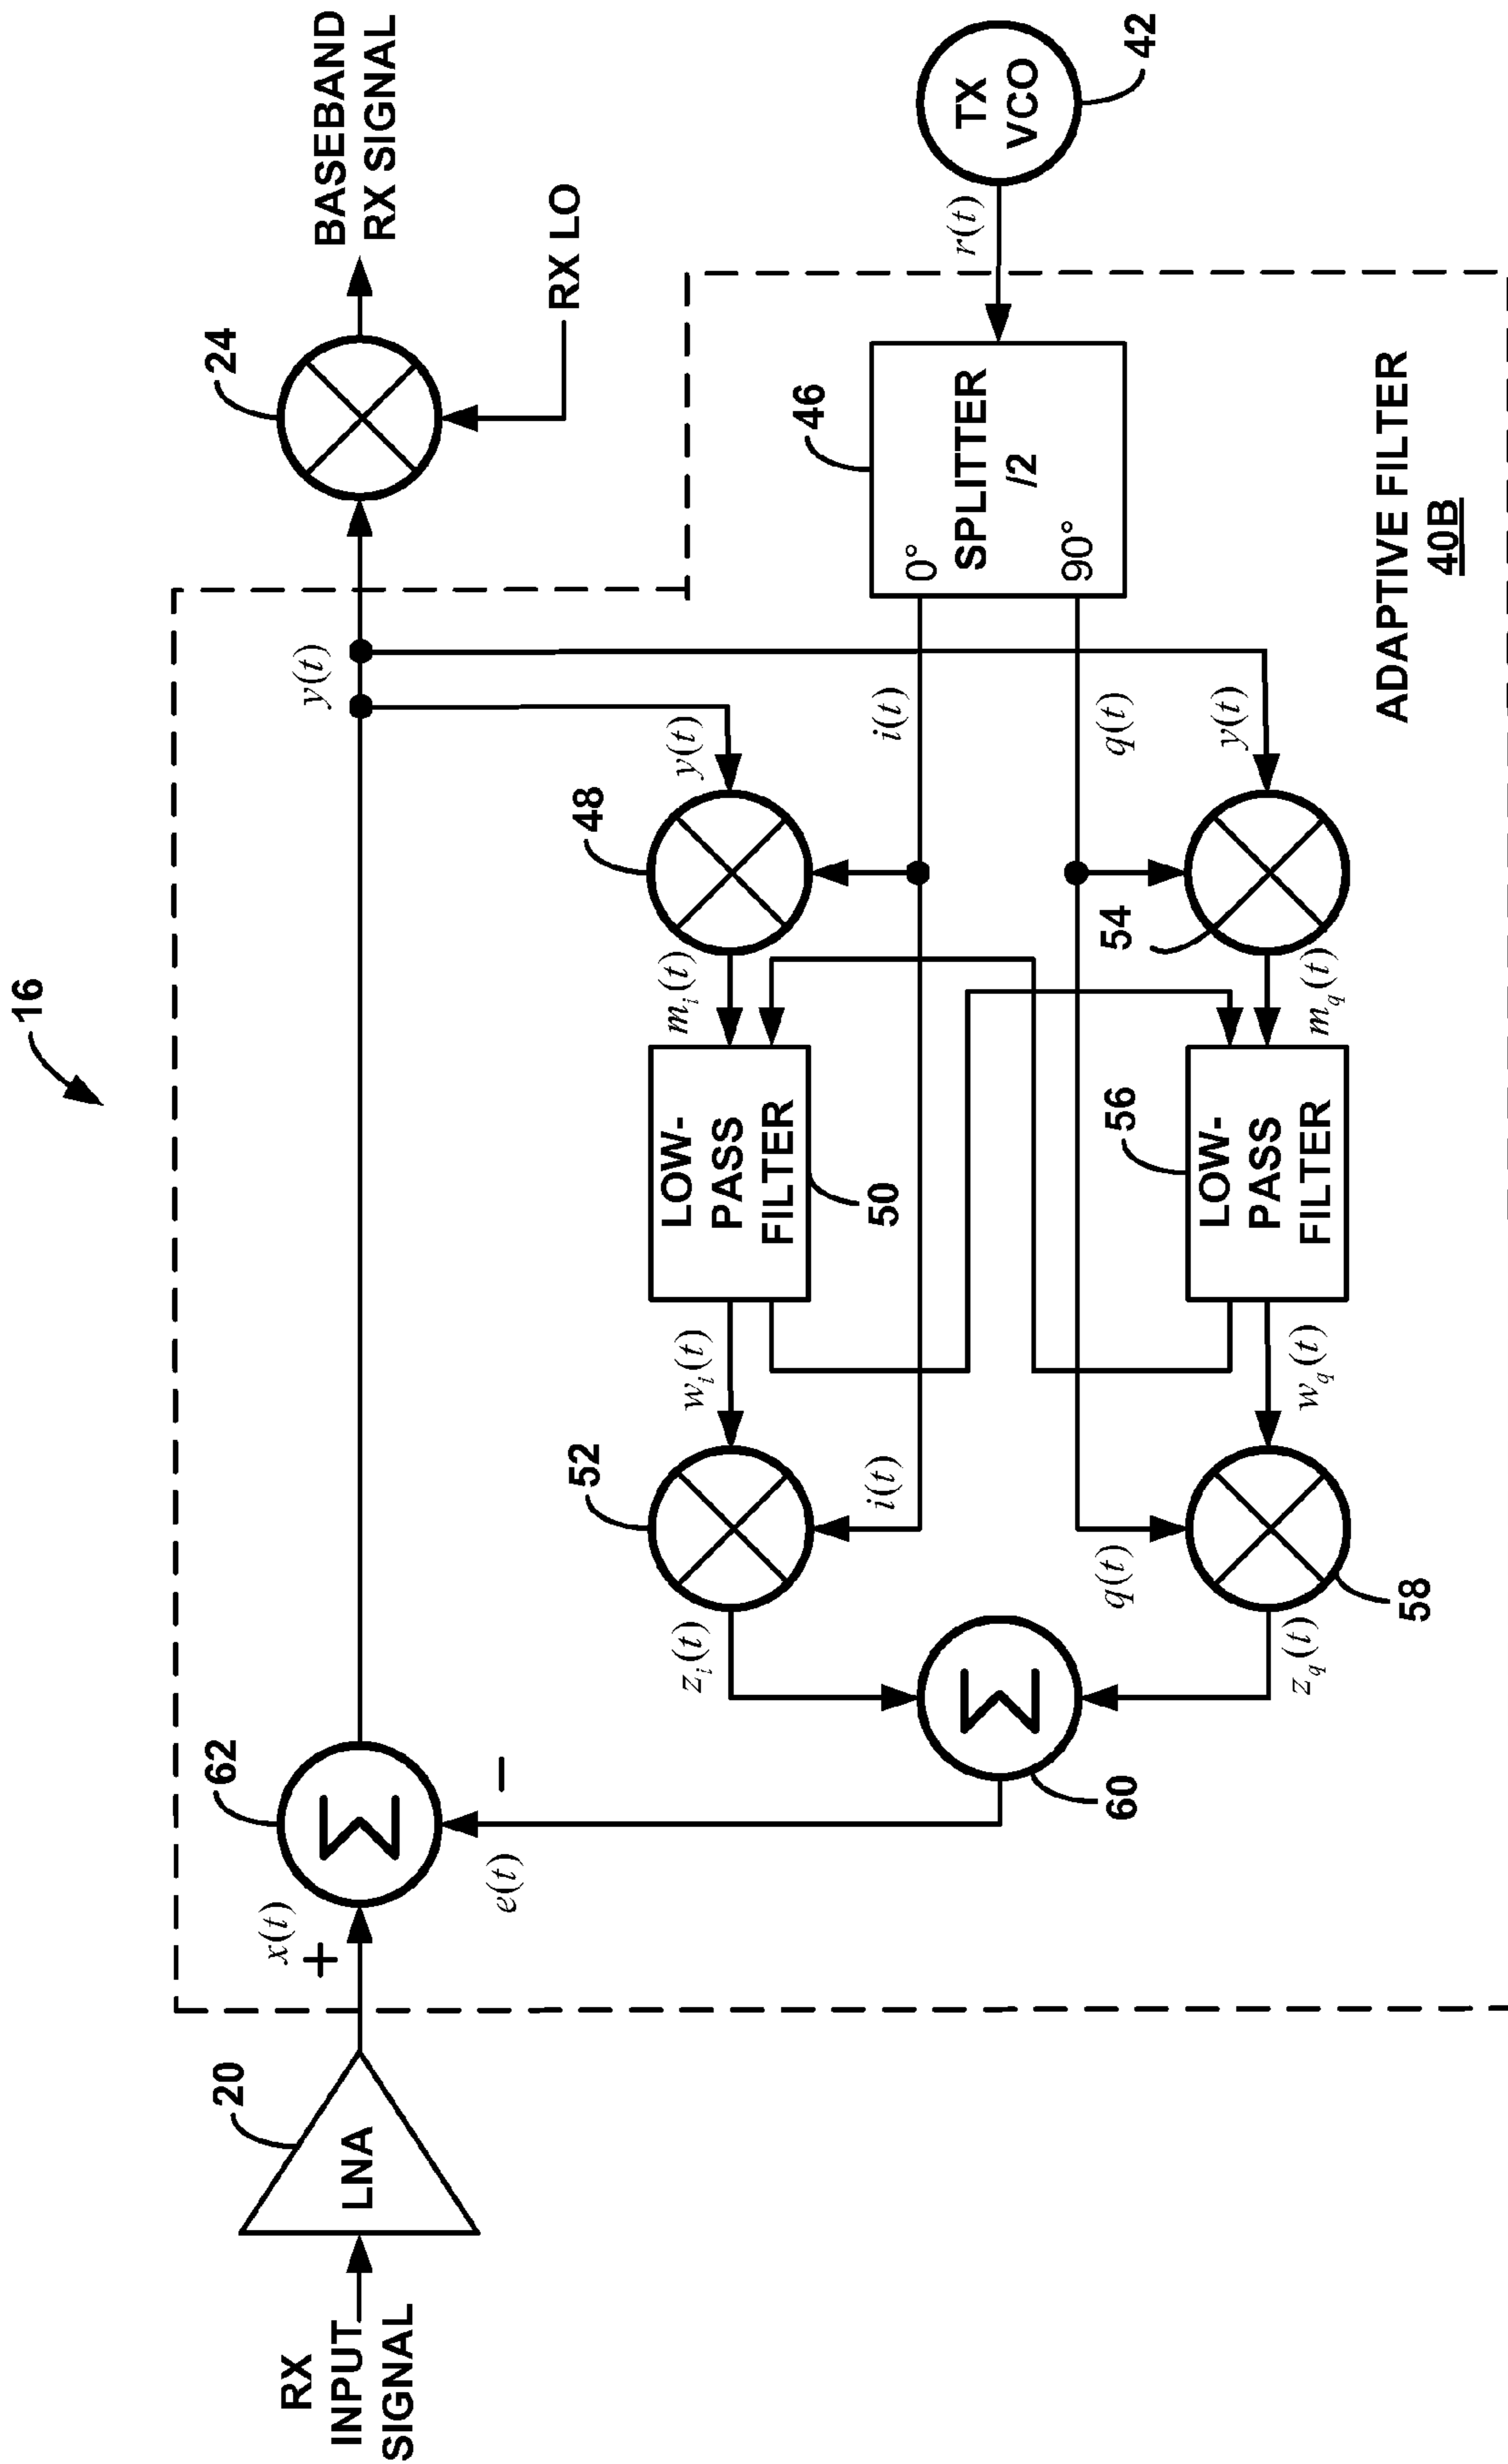 16
RX
INPUT
SIGNAL
LNA
20
x(t)
+
Σ
62
e(t)
−
y(t)
24
BASEBAND
RX SIGNAL
RX LO
z_i(t)
52
w_i(t)
LOW-
PASS
FILTER
50
m_i(t)
48
y(t)
i(t)
i(t)
Σ
60
0°
SPLITTER
/2
90°
46
r(t)
TX
VCO
42
q(t)
q(t)
z_q(t)
58
w_q(t)
LOW-
PASS
FILTER
56
m_q(t)
54
y(t)
ADAPTIVE FILTER
40B